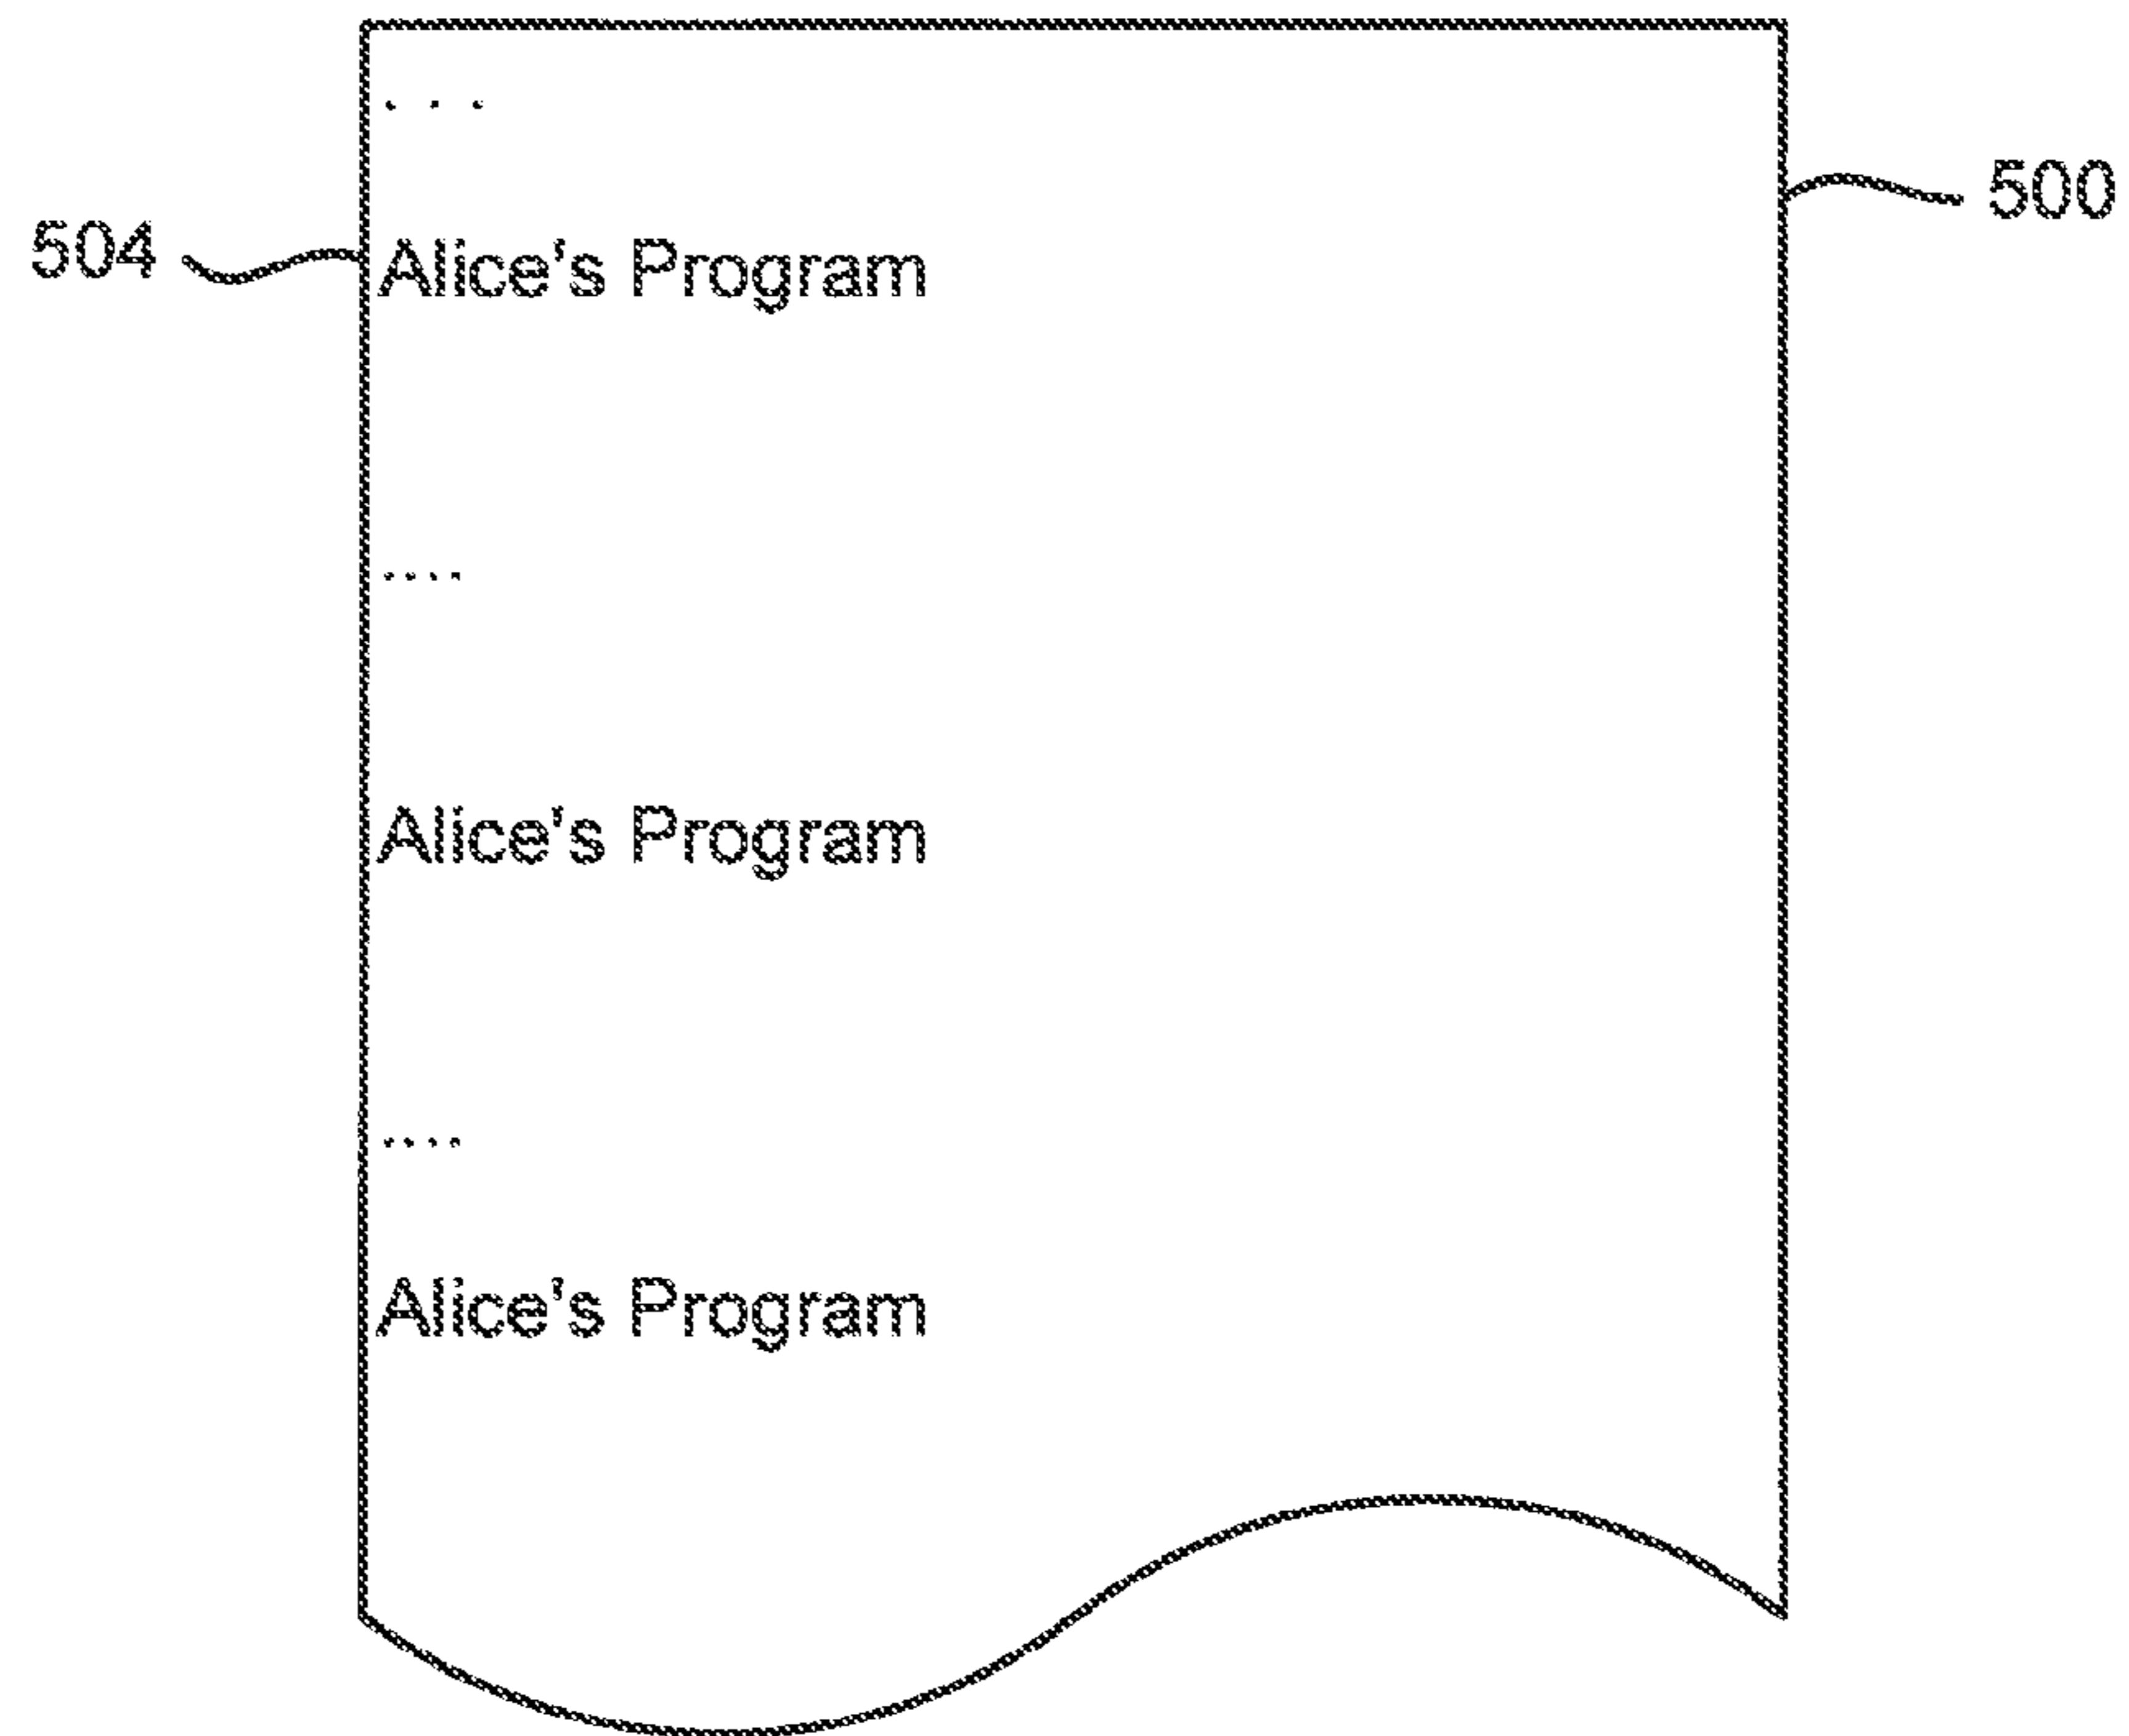 . . .
500
504
Alice's Program
....
Alice's Program
....
Alice's Program